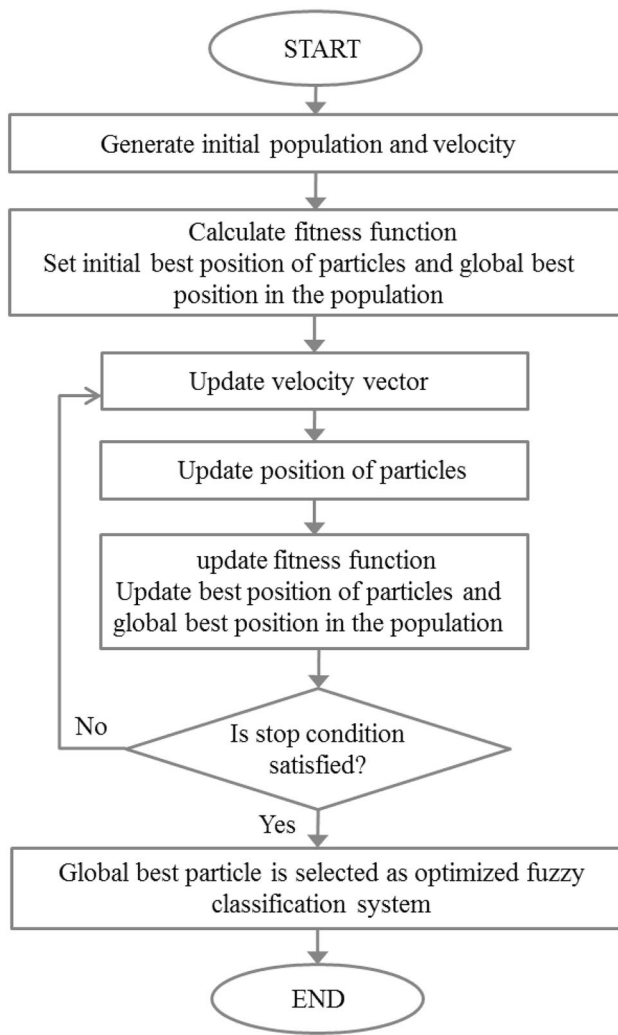 START
Generate initial population and velocity
Calculate fitness function
Set initial best position of particles and global best
position in the population
Update velocity vector
Update position of particles
update fitness function
Update best position of particles and
global best position in the population
Is stop condition
satisfied?
No
Yes
Global best particle is selected as optimized fuzzy
classification system
END